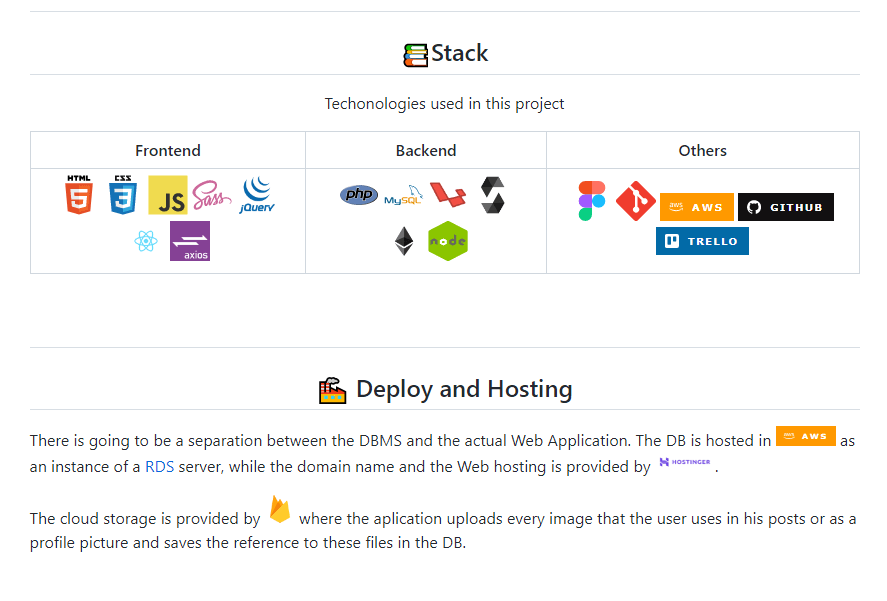 Stack
Techonologies used in this project
Frontend Backend Others
HTML 5 CSS 3 JS Sass jQuery php MySQL aws AWS GITHUB
axios node TRELLO
Deploy and Hosting
There is going to be a separation between the DBMS and the actual Web Application. The DB is hosted in aws AWS as
an instance of a RDS server, while the domain name and the Web hosting is provided by HOSTINGER .
The cloud storage is provided by where the aplication uploads every image that the user uses in his posts or as a
profile picture and saves the reference to these files in the DB.